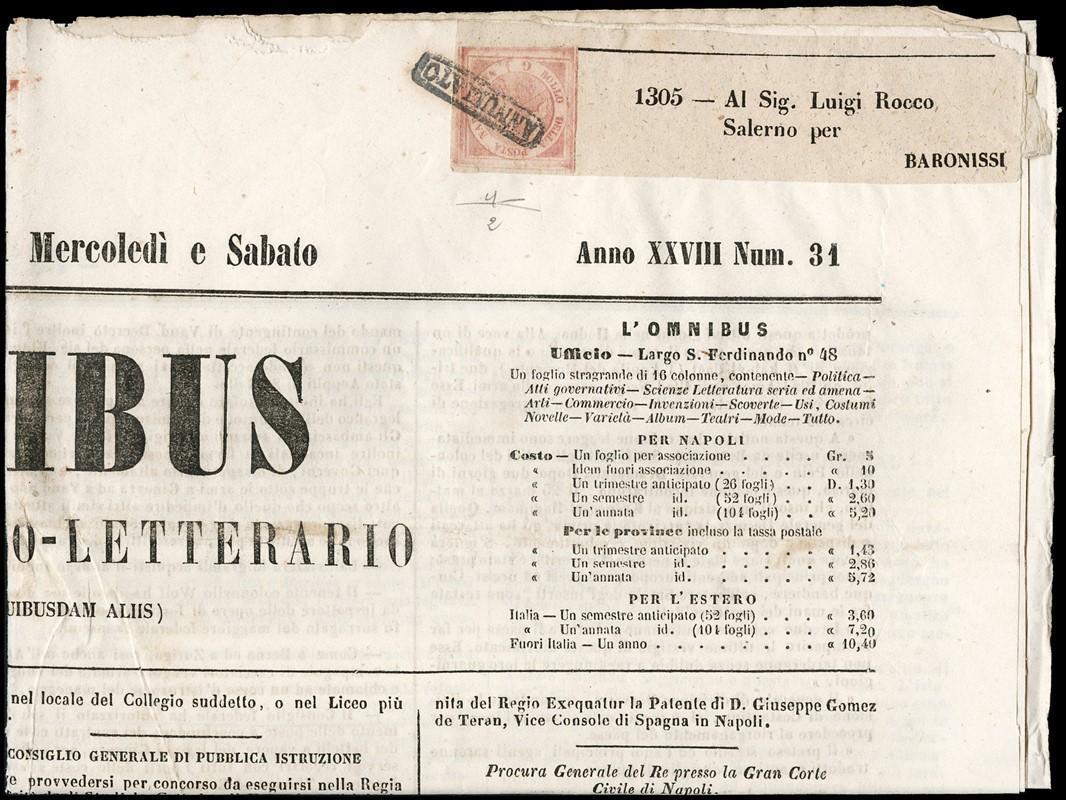 ANNULLATO
1305 — Al Sig. Luigi Rocco
Salerno per
BARONISSI
4
2
Mercoledì e Sabato
Anno XXVIII Num. 31
IBUS
O-LETTERARIO
UIBUSDAM ALIIS)
L'OMNIBUS
Ufficio — Largo S. Ferdinando nº 48
Un foglio stragrande di 16 colonne, contenente — Politica —
Atti governativi — Scienze Letteratura seria ed amena —
Arti — Commercio — Invenzioni — Scoverte — Usi, Costumi
Novelle — Varietà — Album — Teatri — Mode — Tutto.
PER NAPOLI
Costo — Un foglio per associazione . . . Gr. 5
« Idem fuori associazione . . . . « 10
« Un trimestre anticipato (26 fogli) . . D. 1,30
« Un semestre id. (52 fogli) . . « 2,60
« Un'annata id. (104 fogli) . . « 5,20
Per le province incluso la tassa postale
« Un trimestre anticipato . . . . « 1,43
« Un semestre id. . . . . « 2,86
« Un'annata id. . . . . « 5,72
PER L'ESTERO
Italia — Un semestre anticipato (52 fogli) . . . « 3,60
« Un'annata id. (104 fogli) . . . « 7,20
Fuori Italia — Un anno . . . . . « 10,40
nel locale del Collegio suddetto, o nel Liceo più
CONSIGLIO GENERALE DI PUBBLICA ISTRUZIONE
provvedersi per concorso da eseguirsi nella Regia
nita del Regio Exequatur la Patente di D. Giuseppe Gomez
de Teran, Vice Console di Spagna in Napoli.
Procura Generale del Re presso la Gran Corte
Civile di Napoli.